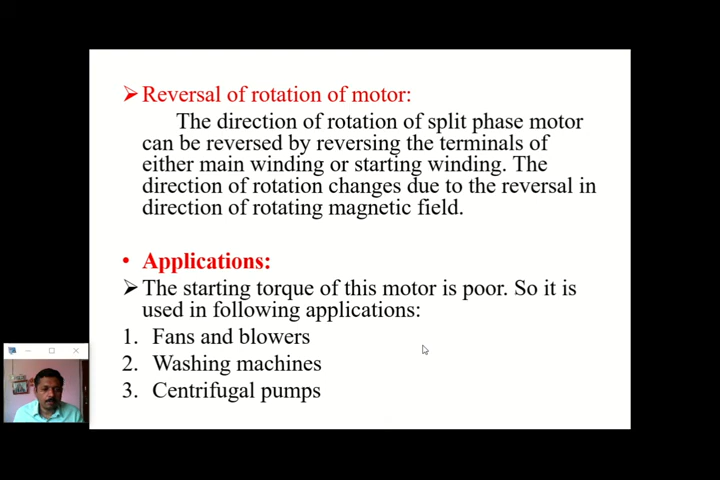 ➢ Reversal of rotation of motor:
The direction of rotation of split phase motor
can be reversed by reversing the terminals of
either main winding or starting winding. The
direction of rotation changes due to the reversal in
direction of rotating magnetic field.
• Applications:
➢ The starting torque of this motor is poor. So it is
used in following applications:
1. Fans and blowers
2. Washing machines
3. Centrifugal pumps